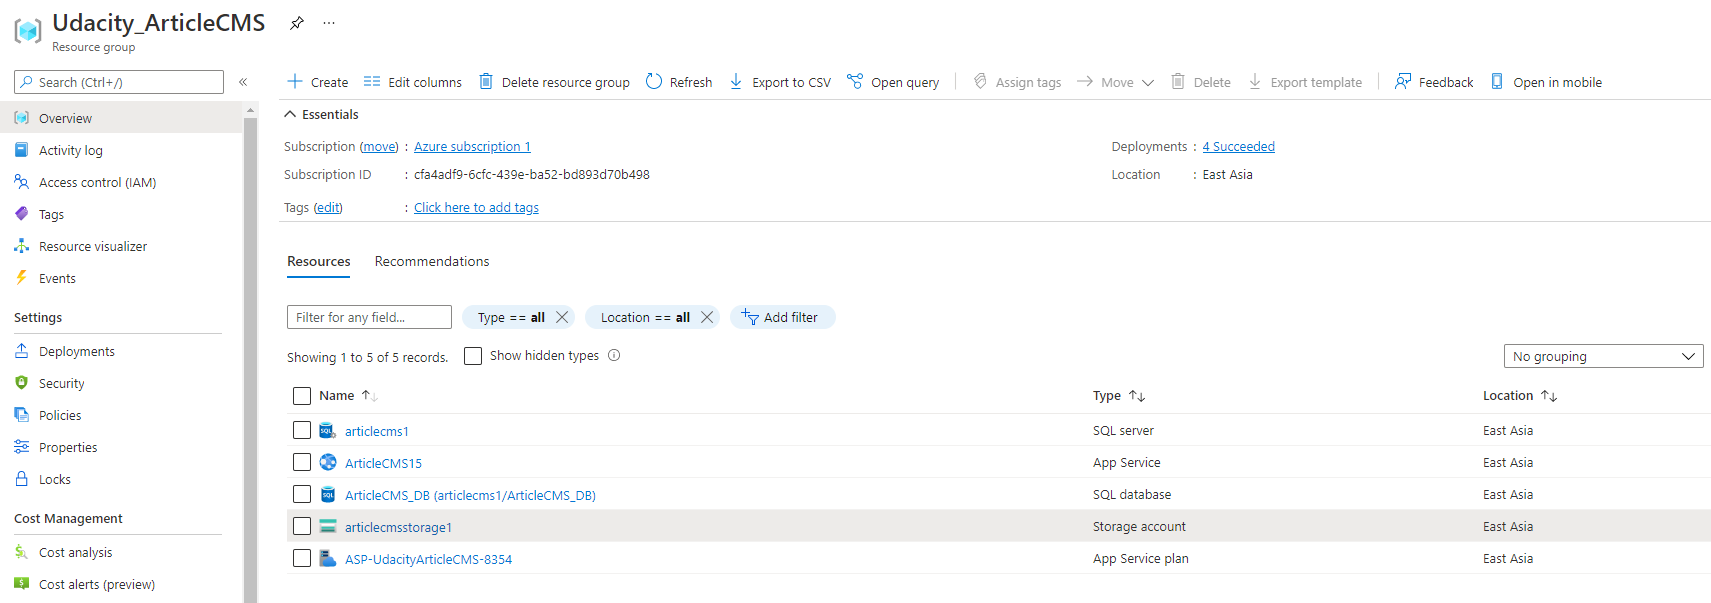 Udacity_ArticleCMS
Resource group
Search (Ctrl+/)
«
Overview
Activity log
Access control (IAM)
Tags
Resource visualizer
Events
Settings
Deployments
Security
Policies
Properties
Locks
Cost Management
Cost analysis
Cost alerts (preview)
Create Edit columns Delete resource group Refresh Export to CSV Open query Assign tags Move Delete Export template Feedback Open in mobile
Essentials
Subscription (move) : Azure subscription 1
Deployments : 4 Succeeded
Subscription ID : cfa4adf9-6cfc-439e-ba52-bd893d70b498
Location : East Asia
Tags (edit) : Click here to add tags
Resources Recommendations
Filter for any field... Type == all Location == all Add filter
Showing 1 to 5 of 5 records. Show hidden types No grouping
Name Type Location
articlecms1 SQL server East Asia
ArticleCMS15 App Service East Asia
ArticleCMS_DB (articlecms1/ArticleCMS_DB) SQL database East Asia
articlecmsstorage1 Storage account East Asia
ASP-UdacityArticleCMS-8354 App Service plan East Asia